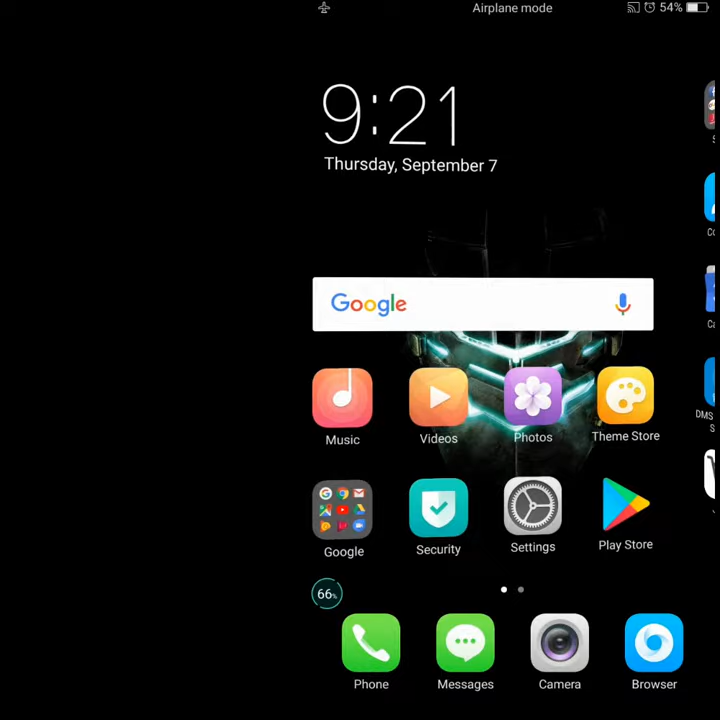 Airplane mode 54%
9:21
Thursday, September 7
Google
Music Videos Photos Theme Store
Google Security Settings Play Store
66%
Phone Messages Camera Browser
DMS